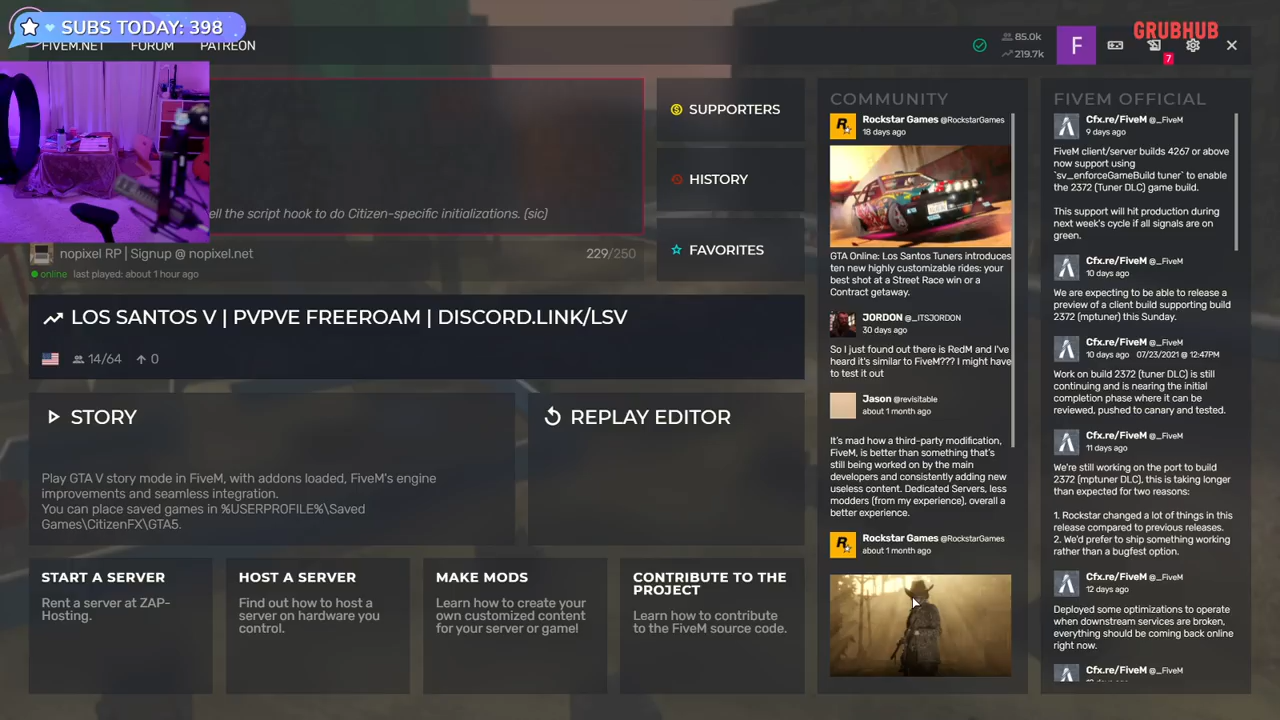 SUBS TODAY: 398
FIVEM.NET FORUM PATREON
85.0k
219.7k
F
GRUBHUB
7
ell the script hook to do Citizen-specific initializations. (sic)
nopixel RP | Signup @ nopixel.net 229/250
online last played: about 1 hour ago
SUPPORTERS
HISTORY
FAVORITES
LOS SANTOS V | PVPVE FREEROAM | DISCORD.LINK/LSV
14/64 0
STORY
Play GTA V story mode in FiveM, with addons loaded, FiveM's engine
improvements and seamless integration.
You can place saved games in %USERPROFILE%\Saved
Games\CitizenFX\GTA5.
REPLAY EDITOR
START A SERVER
Rent a server at ZAP-
Hosting.
HOST A SERVER
Find out how to host a
server on hardware you
control.
MAKE MODS
Learn how to create your
own customized content
for your server or game!
CONTRIBUTE TO THE
PROJECT
Learn how to contribute
to the FiveM source code.
COMMUNITY
Rockstar Games @RockstarGames
18 days ago
GTA Online: Los Santos Tuners introduces
ten new highly customizable rides: your
best shot at a Street Race win or a
Contract getaway.
JORDON @_ITSJORDON
30 days ago
So I just found out there is RedM and I've
heard it's similar to FiveM??? I might have
to test it out
Jason @revisitable
about 1 month ago
It's mad how a third-party modification,
FiveM, is better than something that's
still being worked on by the main
developers and consistently adding new
useless content. Dedicated Servers, less
modders (from my experience), overall a
better experience.
Rockstar Games @RockstarGames
about 1 month ago
FIVEM OFFICIAL
Cfx.re/FiveM @_FiveM
9 days ago
FiveM client/server builds 4267 or above
now support using
`sv_enforceGameBuild tuner` to enable
the 2372 (Tuner DLC) game build.
This support will hit production during
next week's cycle if all signals are on
green.
Cfx.re/FiveM @_FiveM
10 days ago
We are expecting to be able to release a
preview of a client build supporting build
2372 (mptuner) this Sunday.
Cfx.re/FiveM @_FiveM
10 days ago 07/23/2021 @ 12:47PM
Work on build 2372 (tuner DLC) is still
continuing and is nearing the initial
completion phase where it can be
reviewed, pushed to canary and tested.
Cfx.re/FiveM @_FiveM
11 days ago
We're still working on the port to build
2372 (mptuner DLC), this is taking longer
than expected for two reasons:
1. Rockstar changed a lot of things in this
release compared to previous releases.
2. We'd prefer to ship something working
rather than a bugfest option.
Cfx.re/FiveM @_FiveM
12 days ago
Deployed some optimizations to operate
when downstream services are broken,
everything should be coming back online
right now.
Cfx.re/FiveM @_FiveM